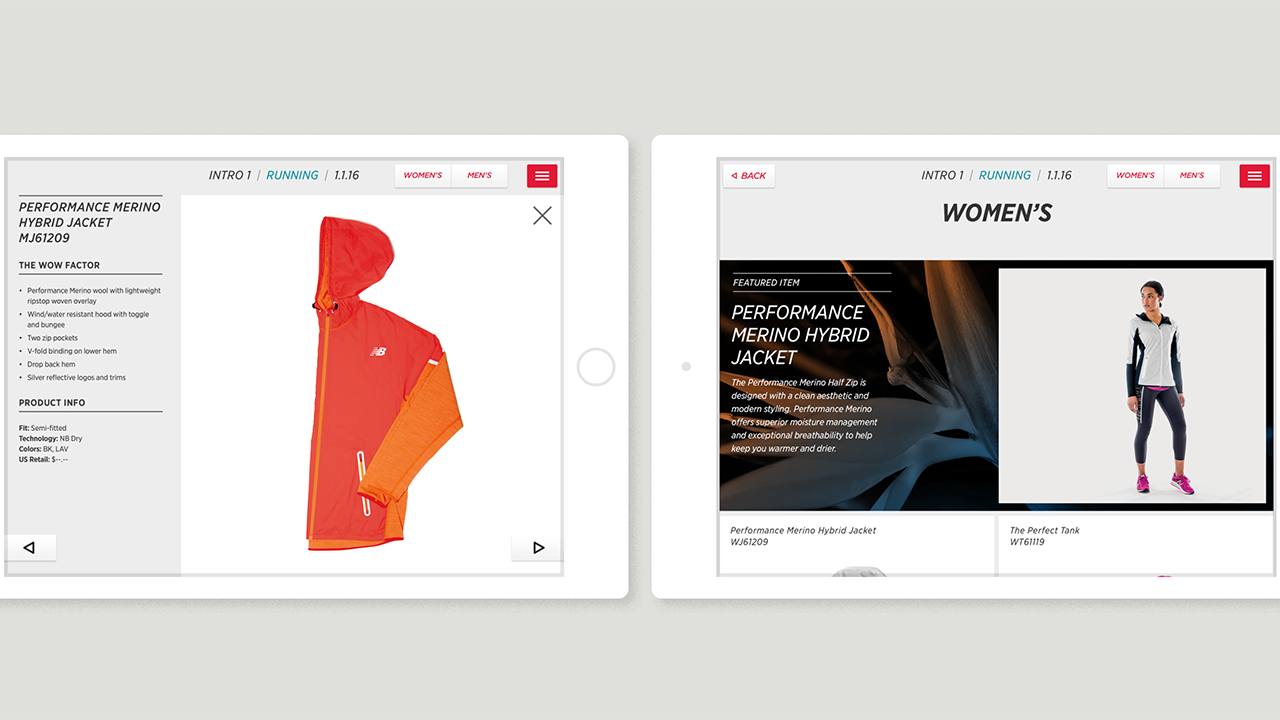 INTRO 1 / RUNNING / 1.1.16
WOMEN'S
MEN'S
PERFORMANCE MERINO
HYBRID JACKET
MJ61209
THE WOW FACTOR
• Performance Merino wool with lightweight
ripstop woven overlay
• Wind/water resistant hood with toggle
and bungee
• Two zip pockets
• V-fold binding on lower hem
• Drop back hem
• Silver reflective logos and trims
PRODUCT INFO
Fit: Semi-fitted
Technology: NB Dry
Colors: BK, LAV
US Retail: $--.--
NB
BACK
INTRO 1 / RUNNING / 1.1.16
WOMEN'S
MEN'S
WOMEN'S
FEATURED ITEM
PERFORMANCE
MERINO HYBRID
JACKET
The Performance Merino Half Zip is
designed with a clean aesthetic and
modern styling. Performance Merino
offers superior moisture management
and exceptional breathability to help
keep you warmer and drier.
Performance Merino Hybrid Jacket
WJ61209
The Perfect Tank
WT61119